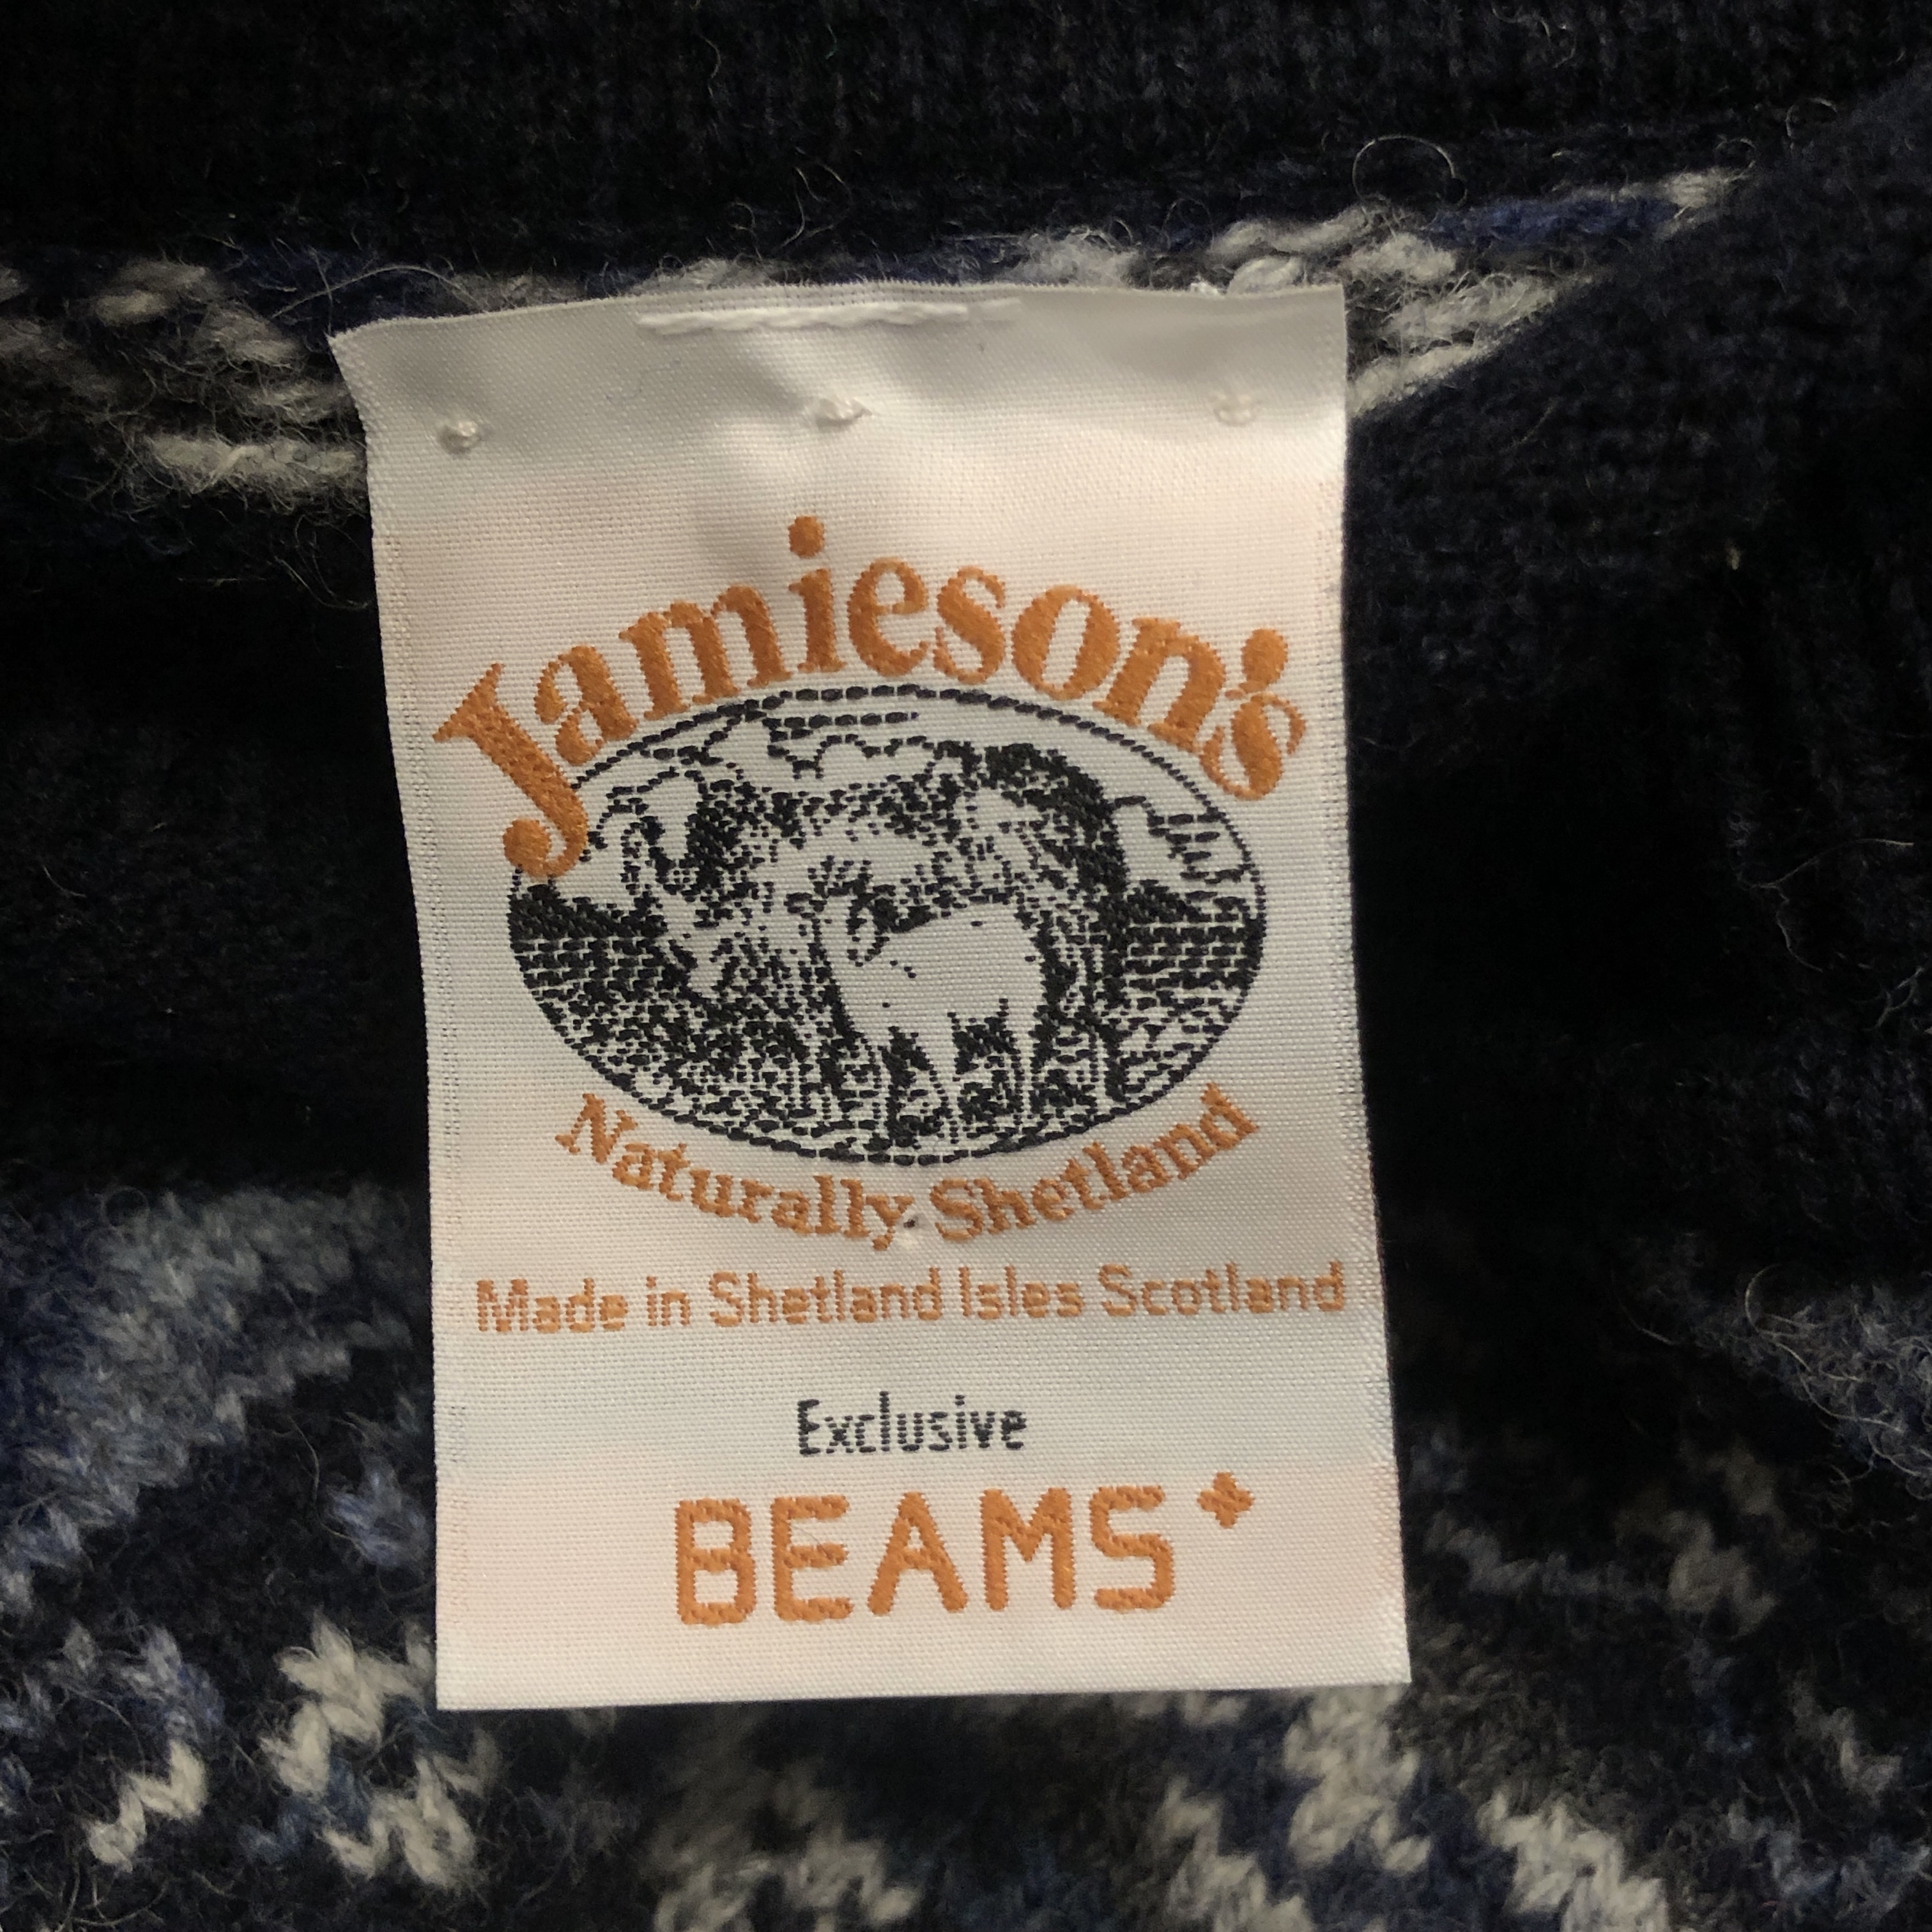 Jamieson's
Naturally Shetland
Made in Shetland Isles Scotland
Exclusive
BEAMS+